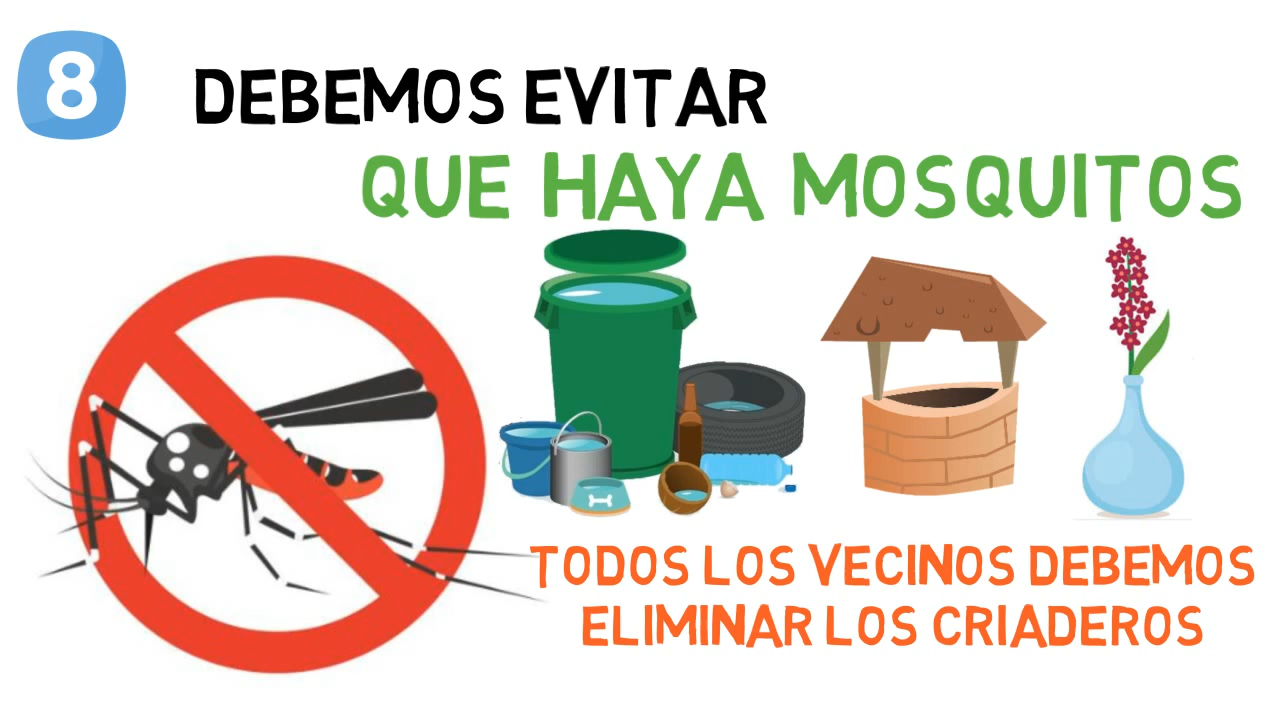 8
DEBEMOS EVITAR
QUE HAYA MOSQUITOS
TODOS LOS VECINOS DEBEMOS
ELIMINAR LOS CRIADEROS